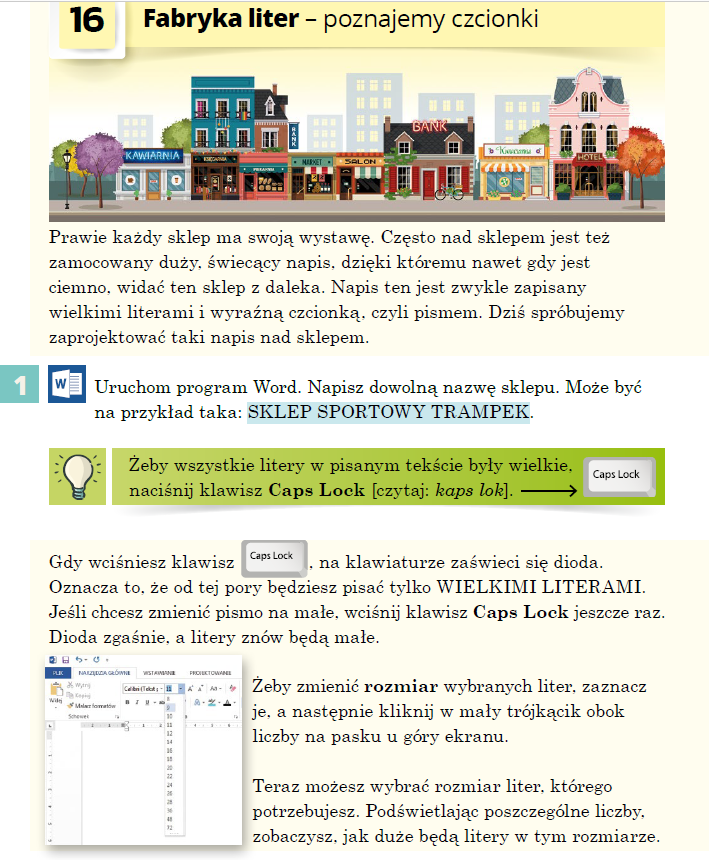 16 Fabryka liter – poznajemy czcionki
KAWIARNIA
KSIĘGARNIA
BANK
MARKET
SALON
BANK
Kwiaciarnia
HOTEL
Prawie każdy sklep ma swoją wystawę. Często nad sklepem jest też
zamocowany duży, świecący napis, dzięki któremu nawet gdy jest
ciemno, widać ten sklep z daleka. Napis ten jest zwykle zapisany
wielkimi literami i wyraźną czcionką, czyli pismem. Dziś spróbujemy
zaprojektować taki napis nad sklepem.
1 W Uruchom program Word. Napisz dowolną nazwę sklepu. Może być
na przykład taka: SKLEP SPORTOWY TRAMPEK.
Żeby wszystkie litery w pisanym tekście były wielkie,
naciśnij klawisz Caps Lock [czytaj: kaps lok].
Caps Lock
Gdy wciśniesz klawisz Caps Lock, na klawiaturze zaświeci się dioda.
Oznacza to, że od tej pory będziesz pisać tylko WIELKIMI LITERAMI.
Jeśli chcesz zmienić pismo na małe, wciśnij klawisz Caps Lock jeszcze raz.
Dioda zgaśnie, a litery znów będą małe.
PLIK NARZĘDZIA GŁÓWNE WSTAWIANIE PROJEKTOWANIE
Wytnij
Kopiuj
Wklej
Malarz formatów
Schowek
Calibri (Tekst p 11
B I U
8
9
10
11
12
14
16
18
20
22
24
26
28
36
48
72
Żeby zmienić rozmiar wybranych liter, zaznacz
je, a następnie kliknij w mały trójkącik obok
liczby na pasku u góry ekranu.
Teraz możesz wybrać rozmiar liter, którego
potrzebujesz. Podświetlając poszczególne liczby,
zobaczysz, jak duże będą litery w tym rozmiarze.